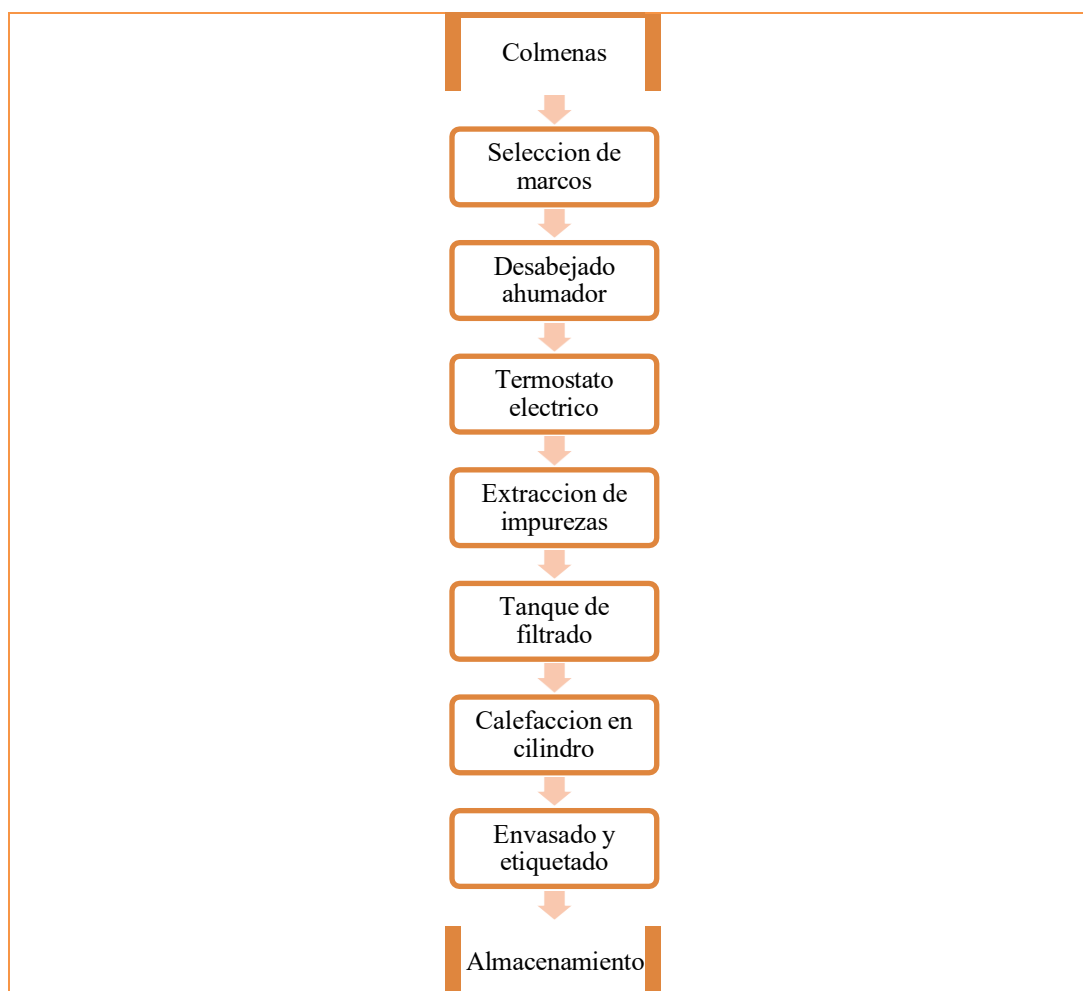 Colmenas
Seleccion de
marcos
Desabejado
ahumador
Termostato
electrico
Extraccion de
impurezas
Tanque de
filtrado
Calefaccion en
cilindro
Envasado y
etiquetado
Almacenamiento